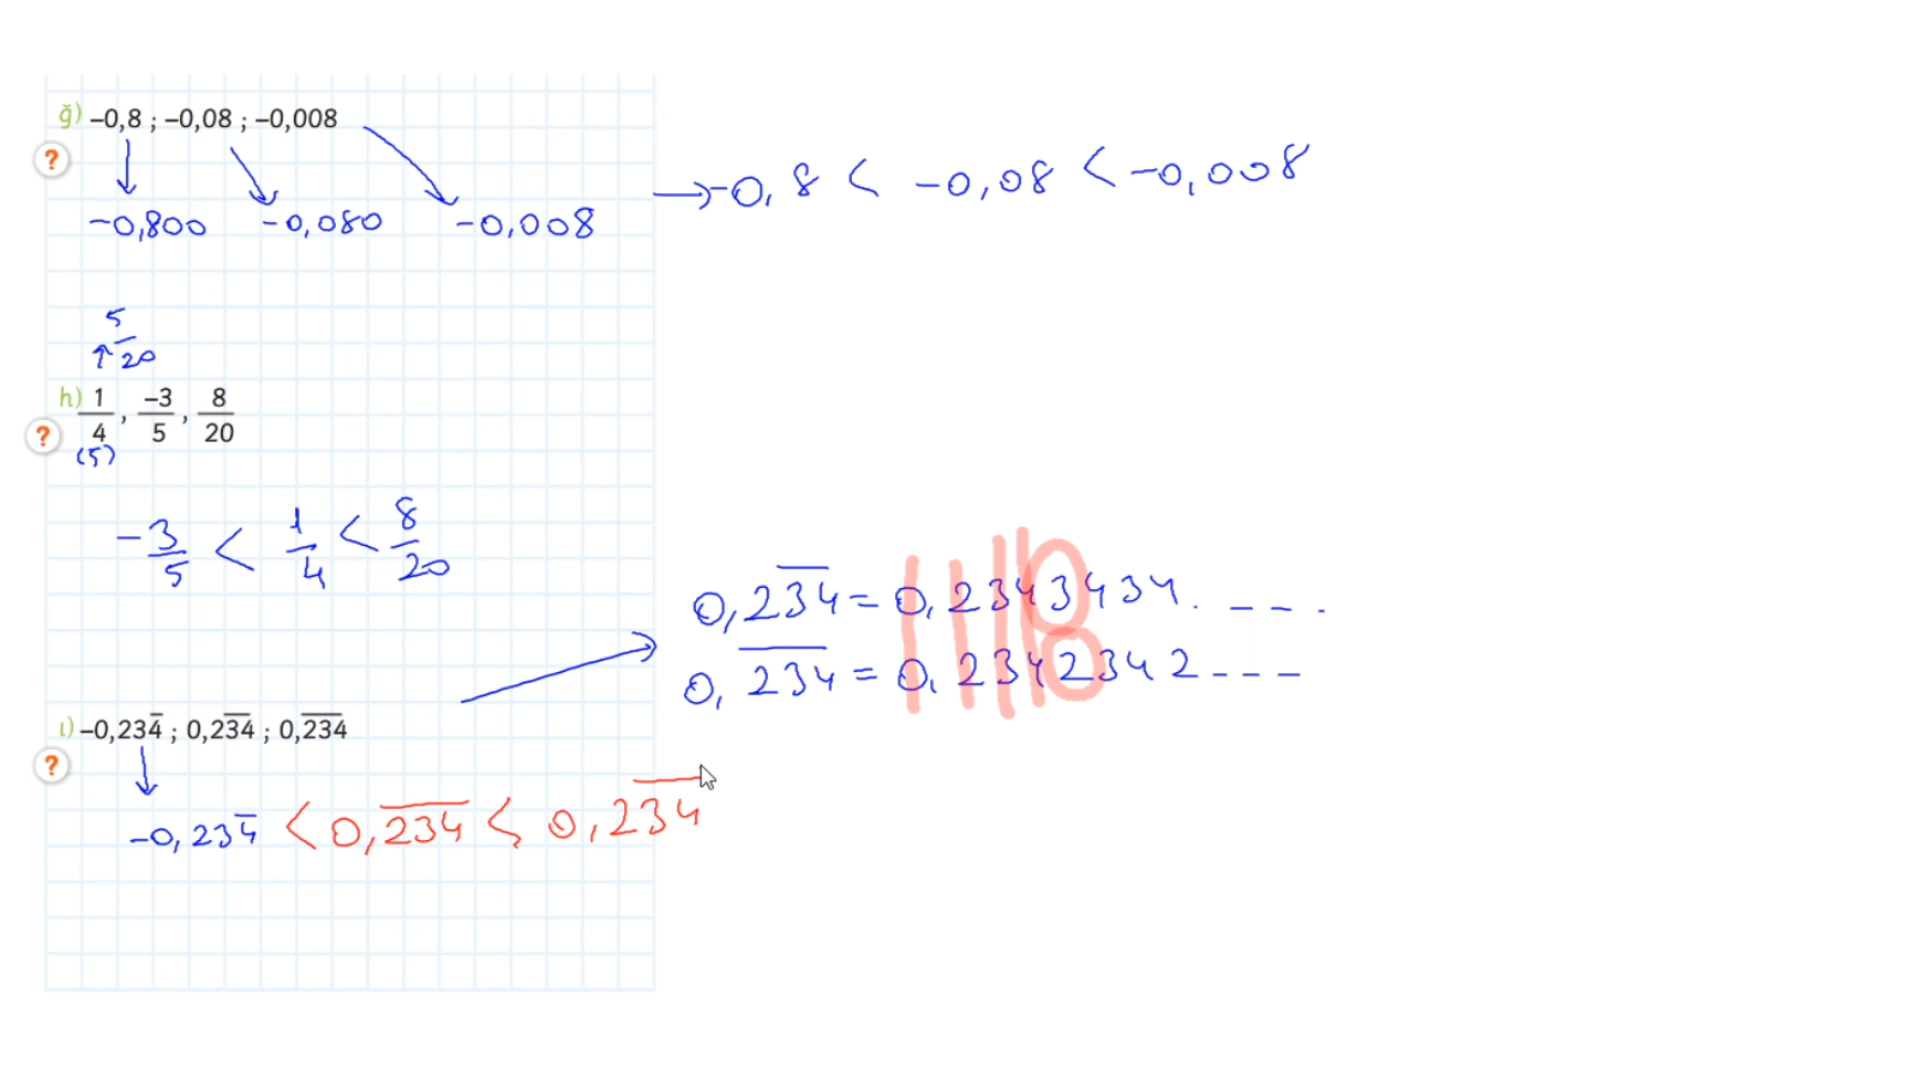 ğ) –0,8 ; –0,08 ; –0,008
?
-0,800 -0,080 -0,008
→ -0,8 < -0,08 < -0,008
5/20
↑
h) 1/4 , –3/5 , 8/20
?
(5)
-3/5 < 1/4 < 8/20
0,23̅4̅ = 0,2343434. _ _ .
0,2̅3̅4̅ = 0,2342342 - - -
ı) –0,234̅ ; 0,23̅4̅ ; 0,2̅3̅4̅
?
-0,234̅ < 0,2̅3̅4̅ < 0,23̅4̅